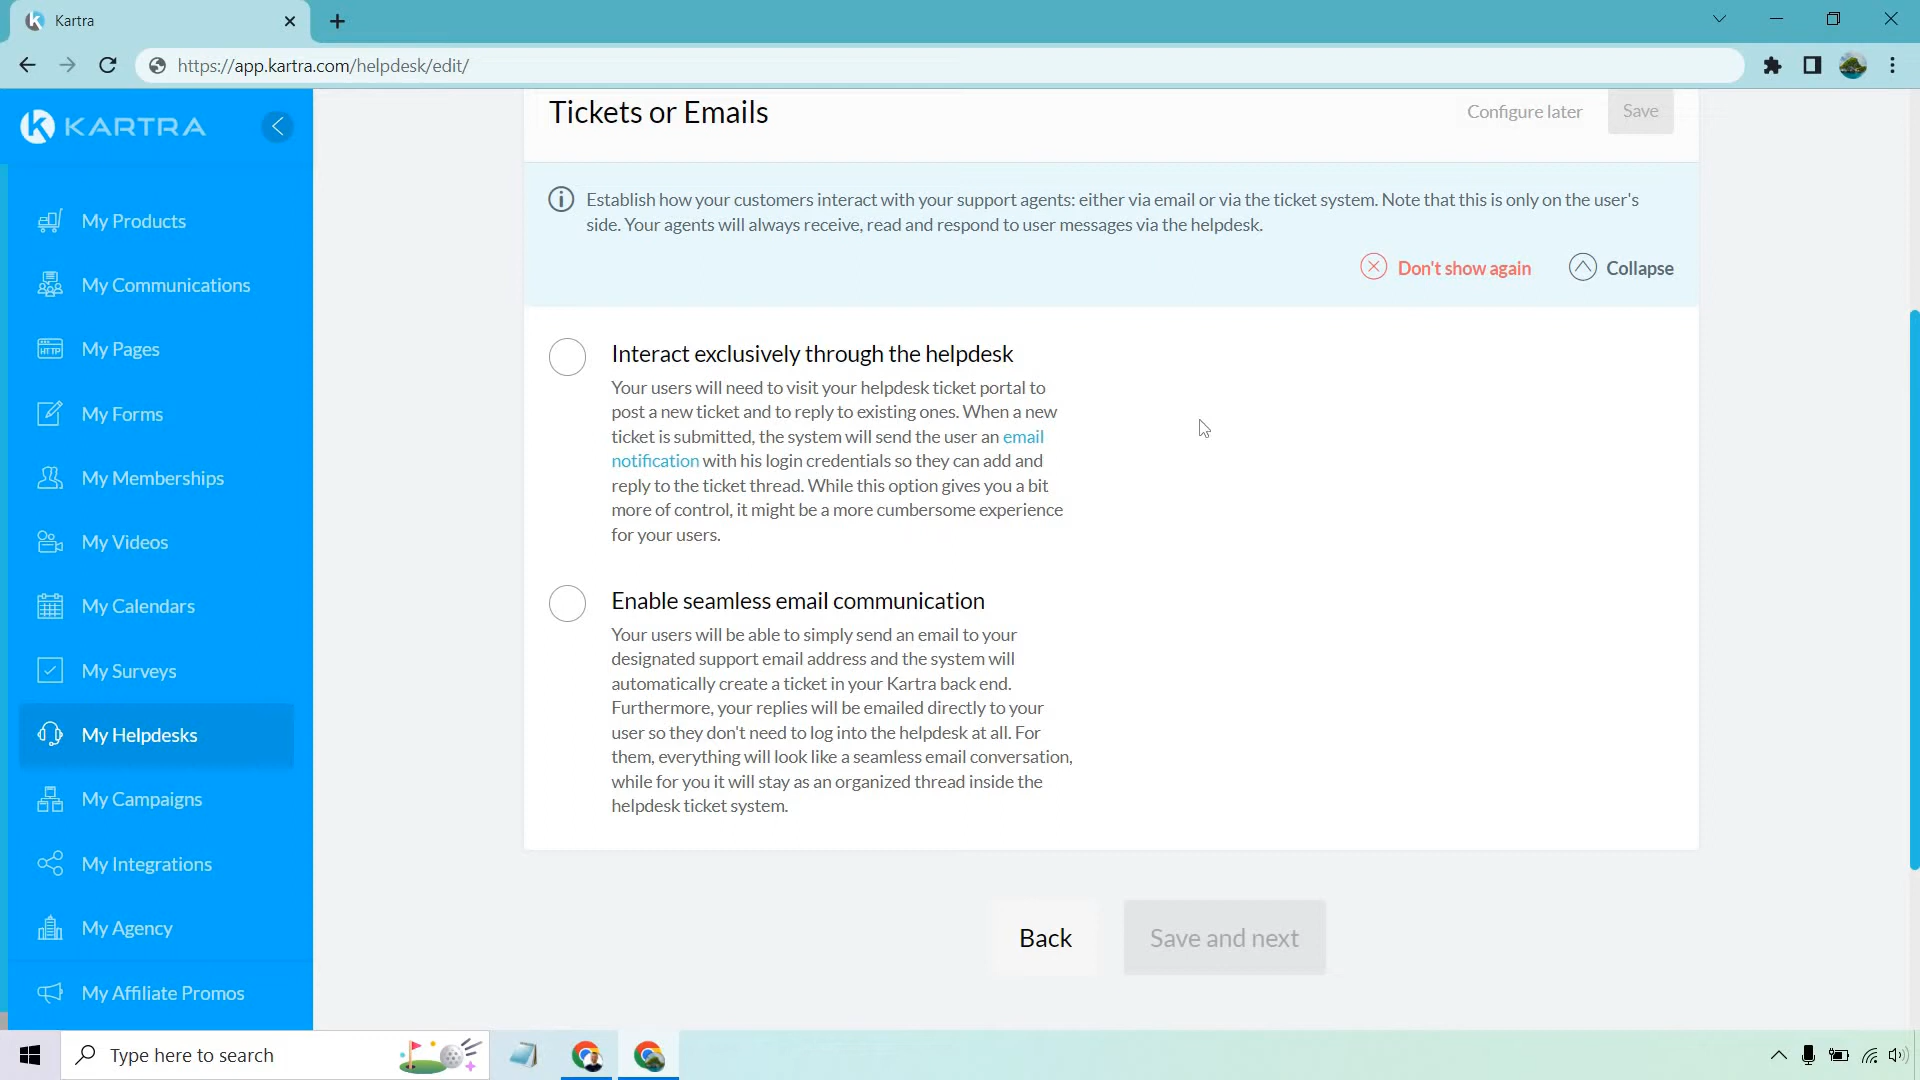 Kartra
https://app.kartra.com/helpdesk/edit/
KARTRA
My Products
My Communications
HTTP
My Pages
My Forms
My Memberships
My Videos
My Calendars
My Surveys
My Helpdesks
My Campaigns
My Integrations
My Agency
My Affiliate Promos
Tickets or Emails
Configure later
Save
Establish how your customers interact with your support agents: either via email or via the ticket system. Note that this is only on the user's
side. Your agents will always receive, read and respond to user messages via the helpdesk.
Don't show again
Collapse
Interact exclusively through the helpdesk
Your users will need to visit your helpdesk ticket portal to
post a new ticket and to reply to existing ones. When a new
ticket is submitted, the system will send the user an email
notification with his login credentials so they can add and
reply to the ticket thread. While this option gives you a bit
more of control, it might be a more cumbersome experience
for your users.
Enable seamless email communication
Your users will be able to simply send an email to your
designated support email address and the system will
automatically create a ticket in your Kartra back end.
Furthermore, your replies will be emailed directly to your
user so they don't need to log into the helpdesk at all. For
them, everything will look like a seamless email conversation,
while for you it will stay as an organized thread inside the
helpdesk ticket system.
Back
Save and next
Type here to search